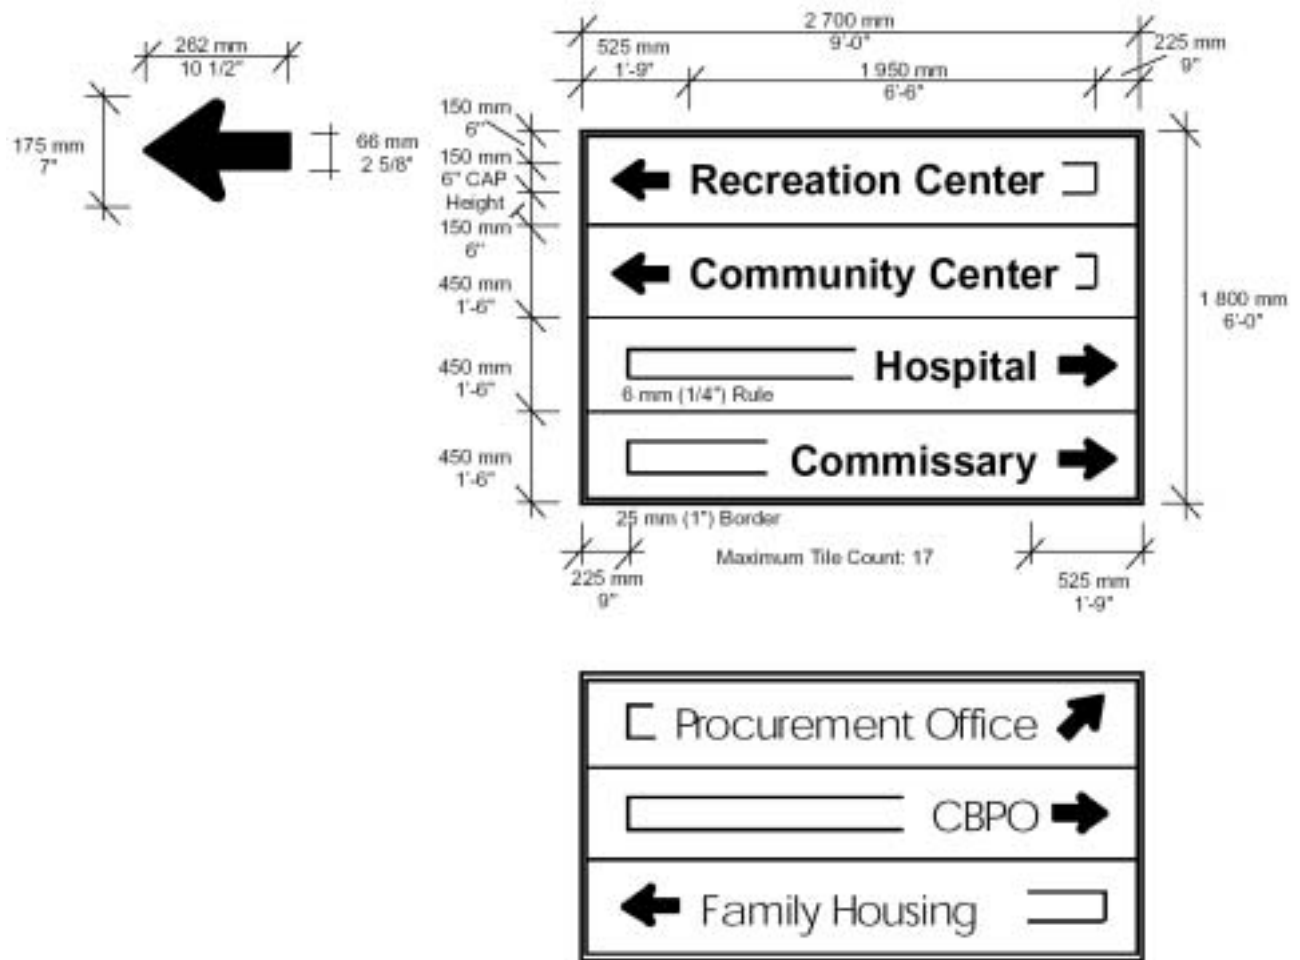 262 mm
10 1/2"
175 mm
7"
66 mm
2 5/8"
2 700 mm
9'-0"
525 mm
1'-9"
225 mm
9"
1 950 mm
6'-6"
150 mm
6"
150 mm
6" CAP
Height
150 mm
6"
450 mm
1'-6"
450 mm
1'-6"
450 mm
1'-6"
Recreation Center
Community Center
Hospital
6 mm (1/4") Rule
Commissary
1 800 mm
6'-0"
25 mm (1") Border
Maximum Tile Count: 17
225 mm
9"
525 mm
1'-9"
Procurement Office
CBPO
Family Housing